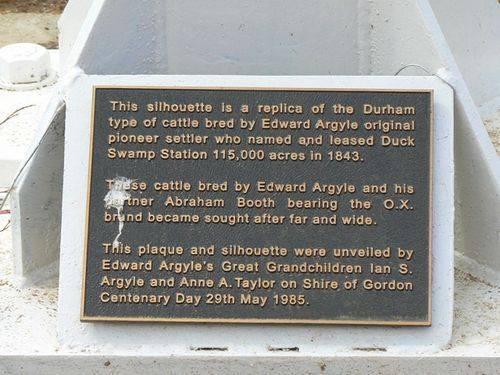 This silhouette is a replica of the Durham
type of cattle bred by Edward Argyle original
pioneer settler who named and leased Duck
Swamp Station 115,000 acres in 1843.
These cattle bred by Edward Argyle and his
partner Abraham Booth bearing the O.X.
brand became sought after far and wide.
This plaque and silhouette were unveiled by
Edward Argyle's Great Grandchildren Ian S.
Argyle and Anne A. Taylor on Shire of Gordon
Centenary Day 29th May 1985.